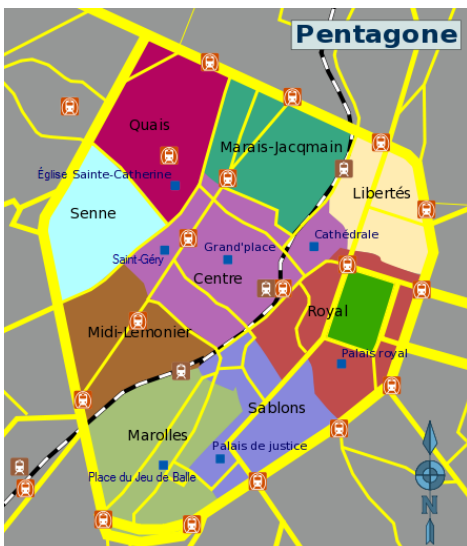 Pentagone
Quais
Marais-Jacqmain
Église Sainte-Catherine
Libertés
Senne
Cathédrale
Saint-Géry
Grand'place
Centre
Royal
Midi-Lemonier
Palais royal
Sablons
Marolles
Palais de justice
Place du Jeu de Balle
N